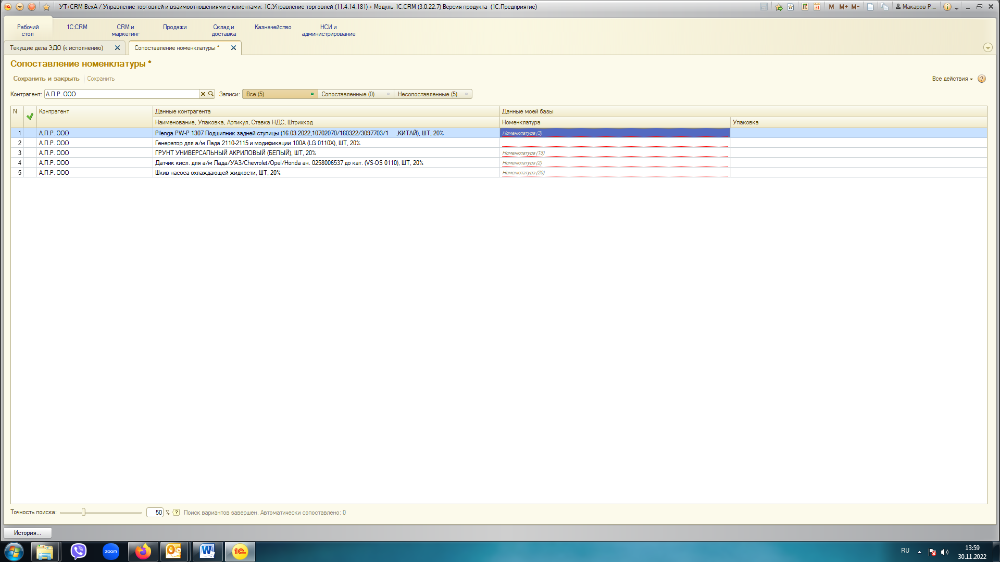 УТ+CRM ВехА / Управление торговлей и взаимоотношениями с клиентами: 1С:Управление торговлей (11.4.14.181) + Модуль 1С:CRM (3.0.22.7) Версия продукта (1С:Предприятие)
M M+ M- Макаров Р...
Рабочий стол
1С:CRM
CRM и маркетинг
Продажи
Склад и доставка
Казначейство
НСИ и администрирование
Текущие дела ЭДО (к исполнению)
Сопоставление номенклатуры *
Сопоставление номенклатуры *
Сохранить и закрыть Сохранить
Все действия
Контрагент: А.П.Р. ООО Записи: Все (5) Сопоставленные (0) Несопоставленные (5)
N Контрагент Данные контрагента Данные моей базы
Наименование, Упаковка, Артикул, Ставка НДС, Штрихкод Номенклатура Упаковка
1 А.П.Р. ООО Pilenga PW-P 1307 Подшипник задней ступицы (16.03.2022,10702070/160322/3097703/1 ,КИТАЙ), ШТ, 20% Номенклатура (3)
2 А.П.Р. ООО Генератор для а/м Лада 2110-2115 и модификации 100А (LG 0110X), ШТ, 20%
3 А.П.Р. ООО ГРУНТ УНИВЕРСАЛЬНЫЙ АКРИЛОВЫЙ (БЕЛЫЙ), ШТ, 20% Номенклатура (15)
4 А.П.Р. ООО Датчик кисл. для а/м Лада/УАЗ/Chevrolet/Opel/Honda ан. 0258006537 до кат. (VS-OS 0110), ШТ, 20% Номенклатура (2)
5 А.П.Р. ООО Шкив насоса охлаждающей жидкости, ШТ, 20% Номенклатура (20)
Точность поиска: 50 % ? Поиск вариантов завершен. Автоматически сопоставлено: 0
История...
zoom
RU
13:59
30.11.2022